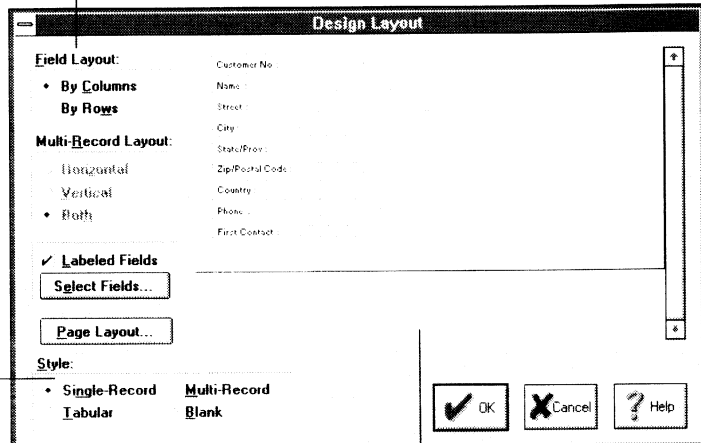 Design Layout
Field Layout:
By Columns
By Rows
Multi-Record Layout:
Horizontal
Vertical
Both
Labeled Fields
Select Fields...
Page Layout...
Style:
Single-Record Multi-Record
Tabular Blank
Customer No :
Name :
Street :
City :
State/Prov :
Zip/Postal Code
Country
Phone :
First Contact :
OK
Cancel
Help